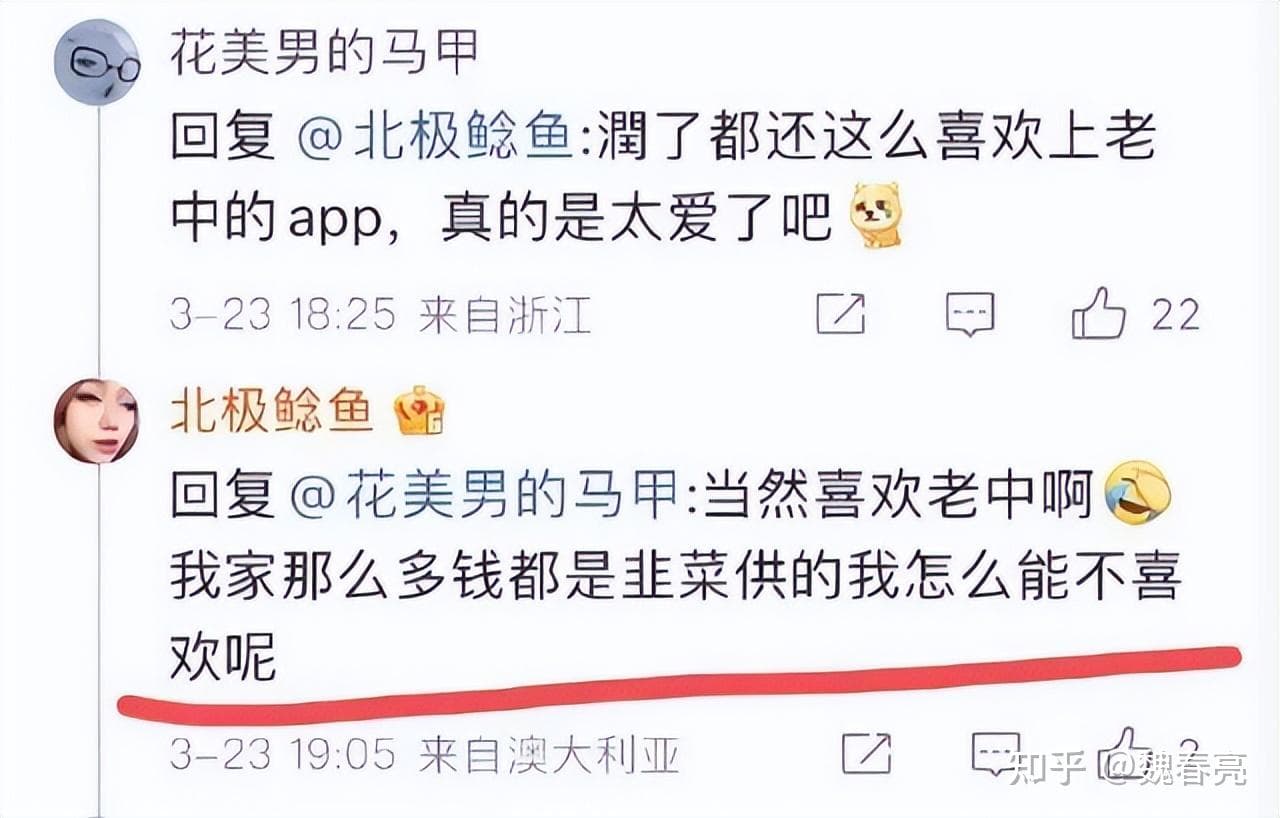 花美男的马甲
回复 @北极鲶鱼:潤了都还这么喜欢上老
中的app，真的是太爱了吧
3-23 18:25 来自浙江
22
北极鲶鱼
回复 @花美男的马甲:当然喜欢老中啊
我家那么多钱都是韭菜供的我怎么能不喜
欢呢
3-23 19:05 来自澳大利亚
知乎 @魏春亮